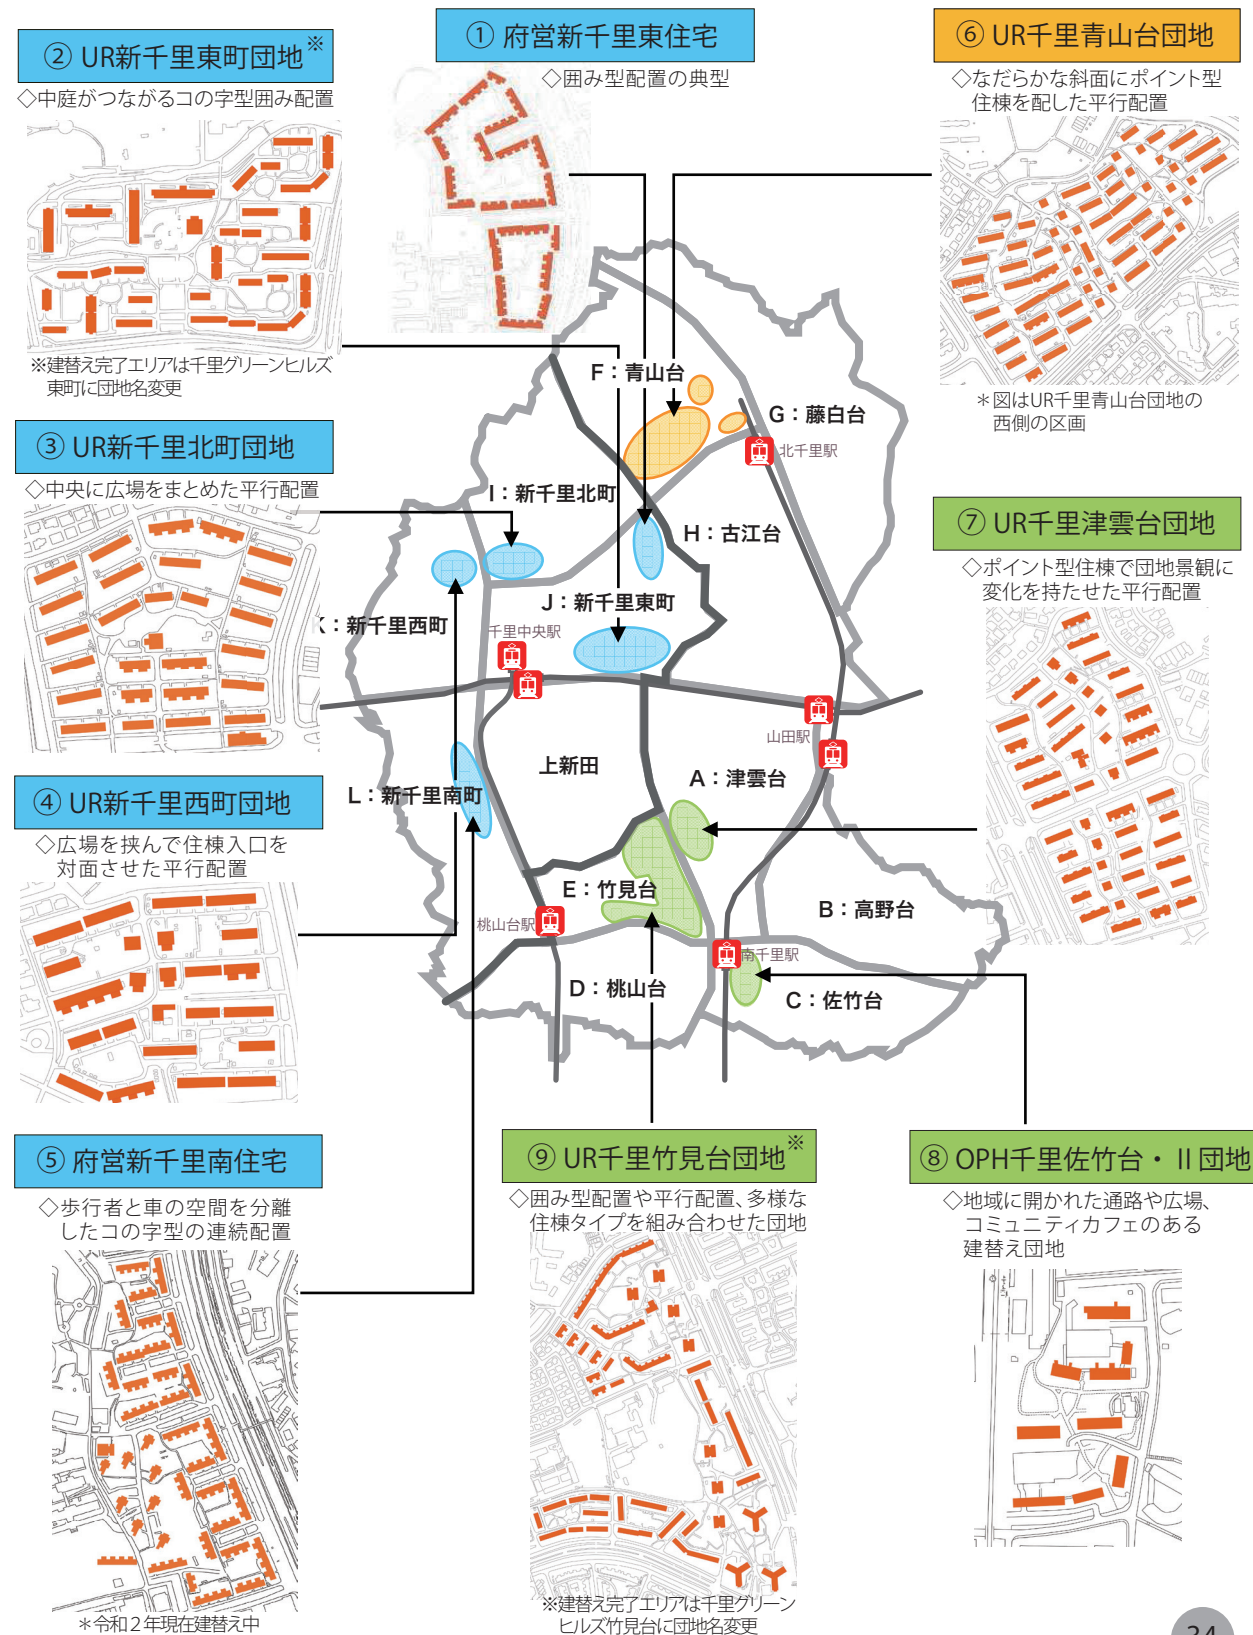 ② UR新千里東町団地※
◇中庭がつながるコの字型囲み配置
※建替え完了エリアは千里グリーンヒルズ
東町に団地名変更
① 府営新千里東住宅
◇囲み型配置の典型
⑥ UR千里青山台団地
◇なだらかな斜面にポイント型
住棟を配した平行配置
＊図はUR千里青山台団地の
西側の区画
③ UR新千里北町団地
◇中央に広場をまとめた平行配置
⑦ UR千里津雲台団地
◇ポイント型住棟で団地景観に
変化を持たせた平行配置
F：青山台
G：藤白台
北千里駅
I：新千里北町
H：古江台
J：新千里東町
K：新千里西町
千里中央駅
山田駅
上新田
A：津雲台
L：新千里南町
E：竹見台
B：高野台
桃山台駅
南千里駅
D：桃山台
C：佐竹台
④ UR新千里西町団地
◇広場を挟んで住棟入口を
対面させた平行配置
⑤ 府営新千里南住宅
◇歩行者と車の空間を分離
したコの字型の連続配置
＊令和２年現在建替え中
⑨ UR千里竹見台団地※
◇囲み型配置や平行配置、多様な
住棟タイプを組み合わせた団地
※建替え完了エリアは千里グリーン
ヒルズ竹見台に団地名変更
⑧ OPH千里佐竹台・Ⅱ団地
◇地域に開かれた通路や広場、
コミュニティカフェのある
建替え団地
34